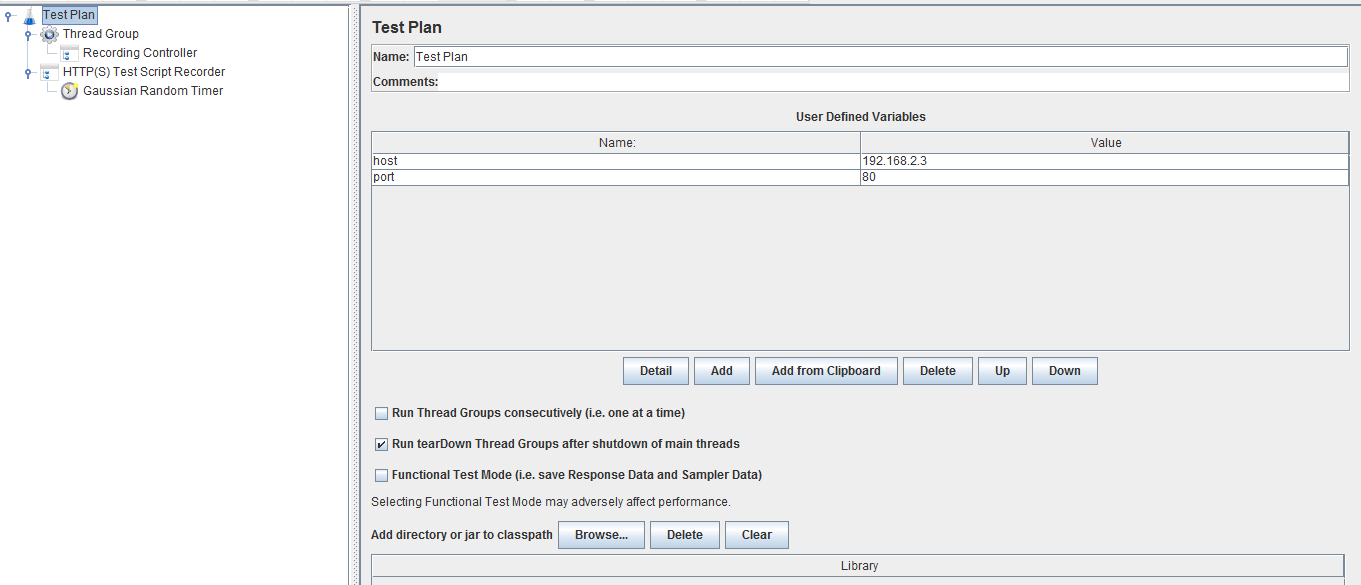 Test Plan
Thread Group
Recording Controller
HTTP(S) Test Script Recorder
Gaussian Random Timer
Test Plan
Name: Test Plan
Comments:
User Defined Variables
Name: Value
host 192.168.2.3
port 80
Detail Add Add from Clipboard Delete Up Down
Run Thread Groups consecutively (i.e. one at a time)
Run tearDown Thread Groups after shutdown of main threads
Functional Test Mode (i.e. save Response Data and Sampler Data)
Selecting Functional Test Mode may adversely affect performance.
Add directory or jar to classpath Browse... Delete Clear
Library